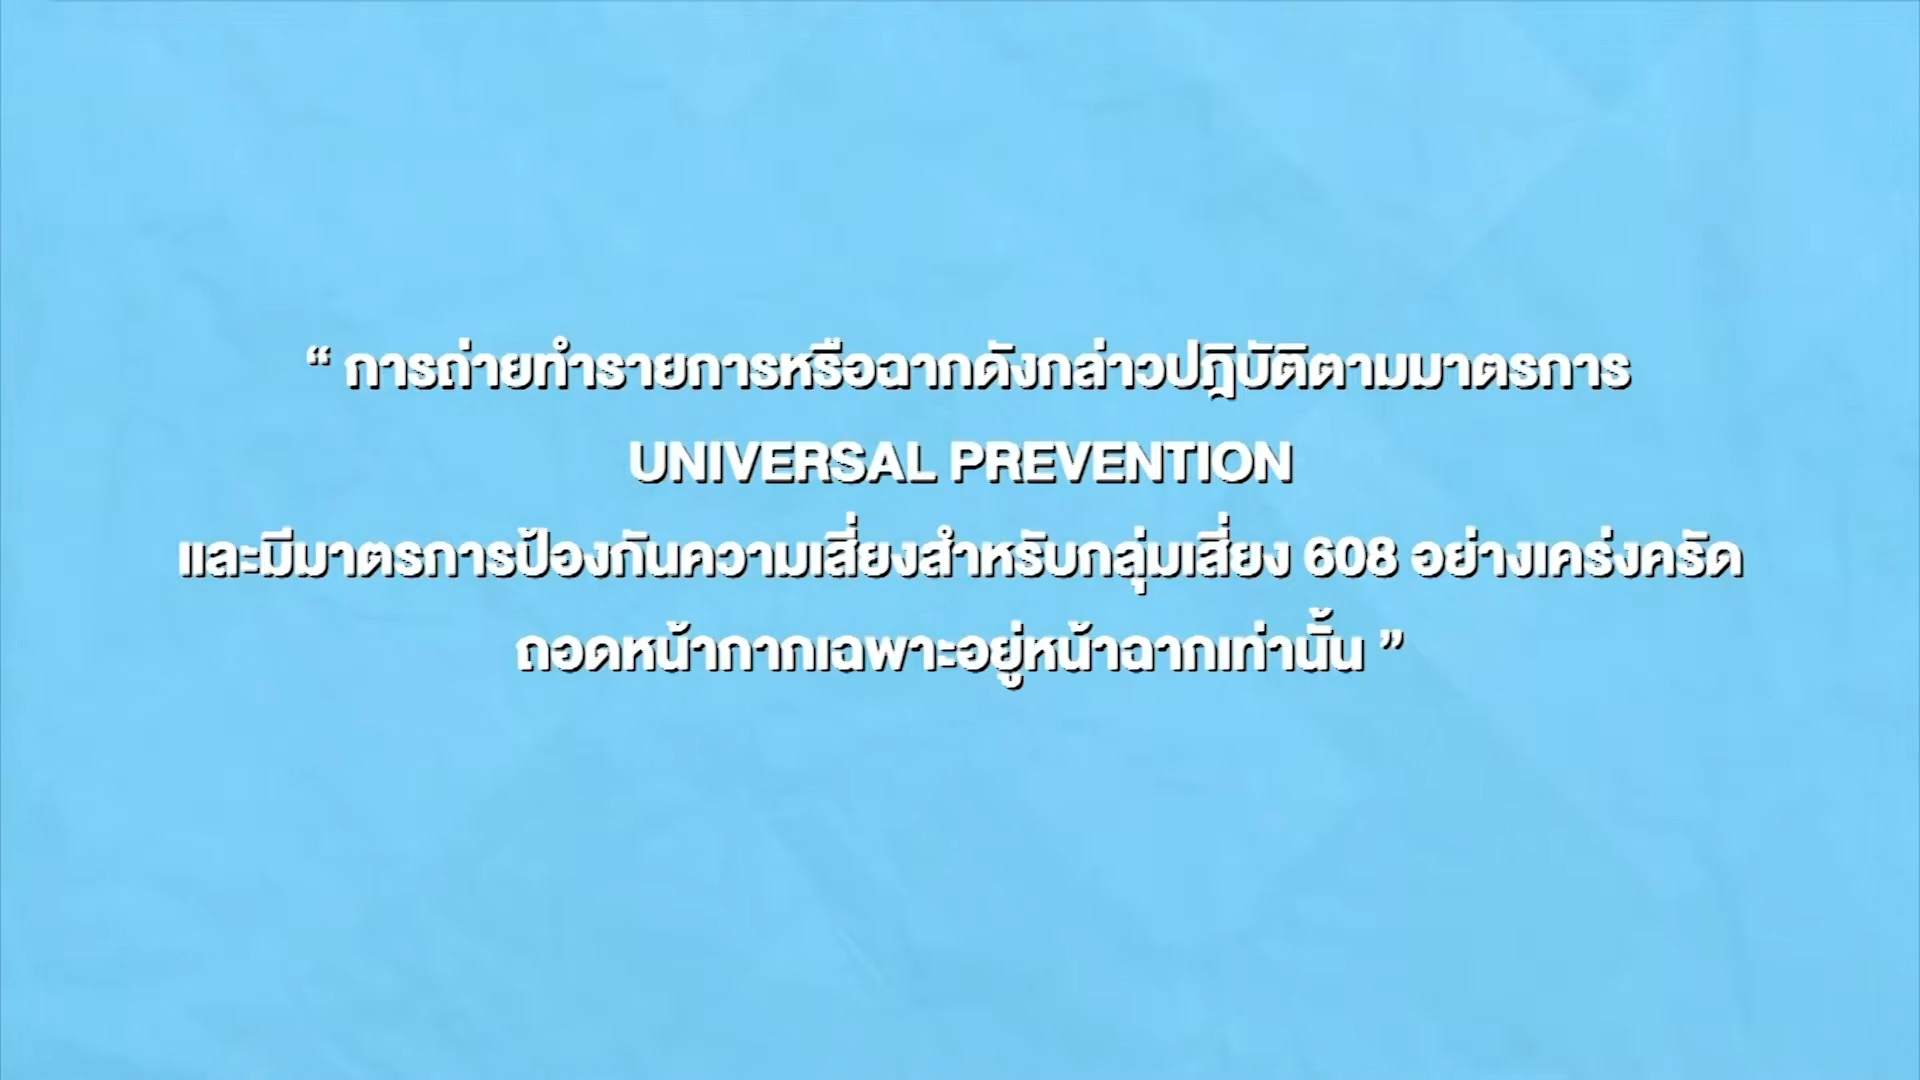 “ การถ่ายทำรายการหรือฉากดังกล่าวปฎิบัติตามมาตรการ
UNIVERSAL PREVENTION
และมีมาตรการป้องกันความเสี่ยงสำหรับกลุ่มเสี่ยง 608 อย่างเคร่งครัด
ถอดหน้ากากเฉพาะอยู่หน้าฉากเท่านั้น ”